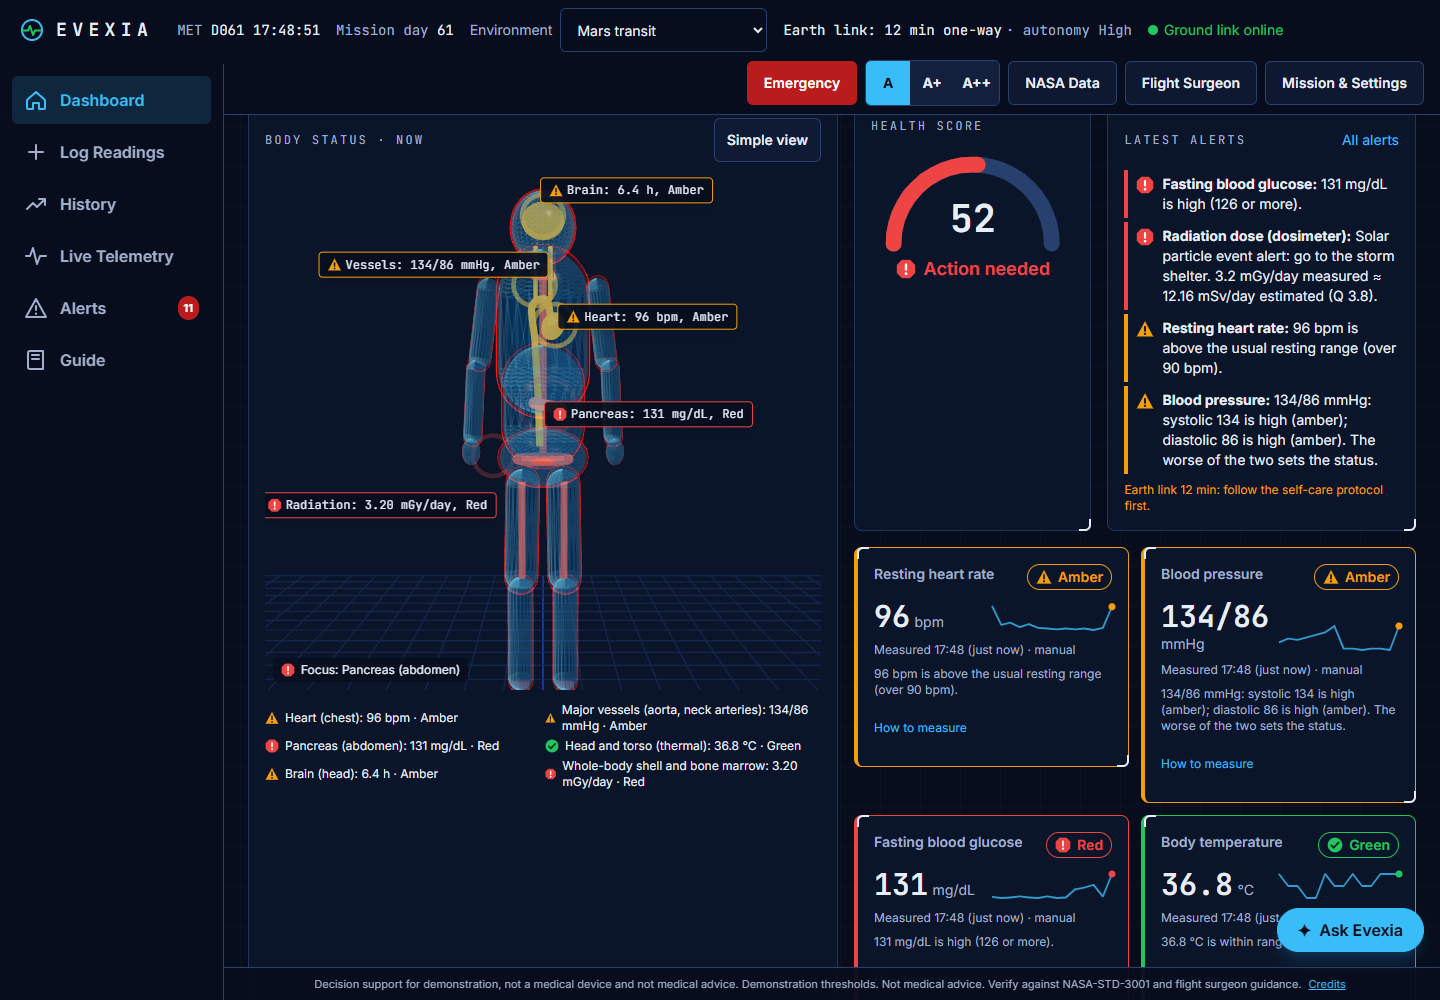 EVEXIA
MET D061 17:48:51
Mission day 61
Environment
Mars transit
Earth link: 12 min one-way · autonomy High
Ground link online
Emergency
A
A+
A++
NASA Data
Flight Surgeon
Mission & Settings
Dashboard
Log Readings
History
Live Telemetry
Alerts
11
Guide
BODY STATUS · NOW
Simple view
Brain: 6.4 h, Amber
Vessels: 134/86 mmHg, Amber
Heart: 96 bpm, Amber
Pancreas: 131 mg/dL, Red
Radiation: 3.20 mGy/day, Red
Focus: Pancreas (abdomen)
Heart (chest): 96 bpm · Amber
Major vessels (aorta, neck arteries): 134/86
mmHg · Amber
Pancreas (abdomen): 131 mg/dL · Red
Head and torso (thermal): 36.8 °C · Green
Brain (head): 6.4 h · Amber
Whole-body shell and bone marrow: 3.20
mGy/day · Red
HEALTH SCORE
52
Action needed
LATEST ALERTS
All alerts
Fasting blood glucose: 131 mg/dL
is high (126 or more).
Radiation dose (dosimeter): Solar
particle event alert: go to the storm
shelter. 3.2 mGy/day measured ≈
12.16 mSv/day estimated (Q 3.8).
Resting heart rate: 96 bpm is
above the usual resting range (over
90 bpm).
Blood pressure: 134/86 mmHg:
systolic 134 is high (amber);
diastolic 86 is high (amber). The
worse of the two sets the status.
Earth link 12 min: follow the self-care protocol
first.
Resting heart rate
Amber
96 bpm
Measured 17:48 (just now) · manual
96 bpm is above the usual resting range
(over 90 bpm).
How to measure
Blood pressure
Amber
134/86
mmHg
Measured 17:48 (just now) · manual
134/86 mmHg: systolic 134 is high
(amber); diastolic 86 is high (amber). The
worse of the two sets the status.
How to measure
Fasting blood glucose
Red
131 mg/dL
Measured 17:48 (just now) · manual
131 mg/dL is high (126 or more).
Body temperature
Green
36.8 °C
Measured 17:48 (just
36.8 °C is within rang
Ask Evexia
Decision support for demonstration, not a medical device and not medical advice. Demonstration thresholds. Not medical advice. Verify against NASA-STD-3001 and flight surgeon guidance. Credits